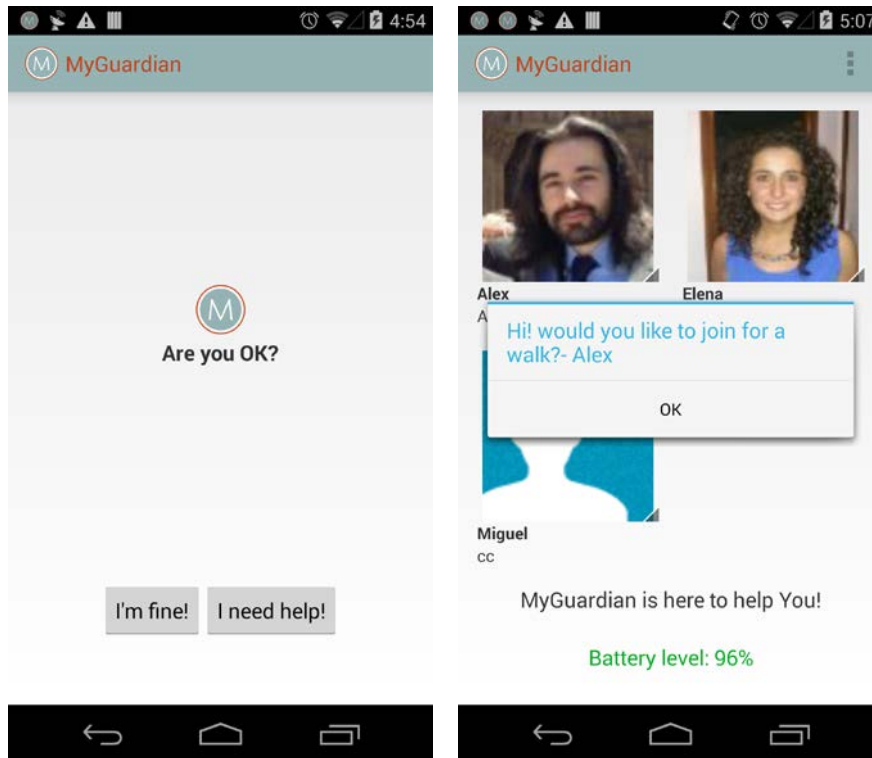 4:54
M MyGuardian
M
Are you OK?
I'm fine! I need help!
5:07
M MyGuardian
Alex Elena
A
Hi! would you like to join for a
walk?- Alex
OK
Miguel
cc
MyGuardian is here to help You!
Battery level: 96%